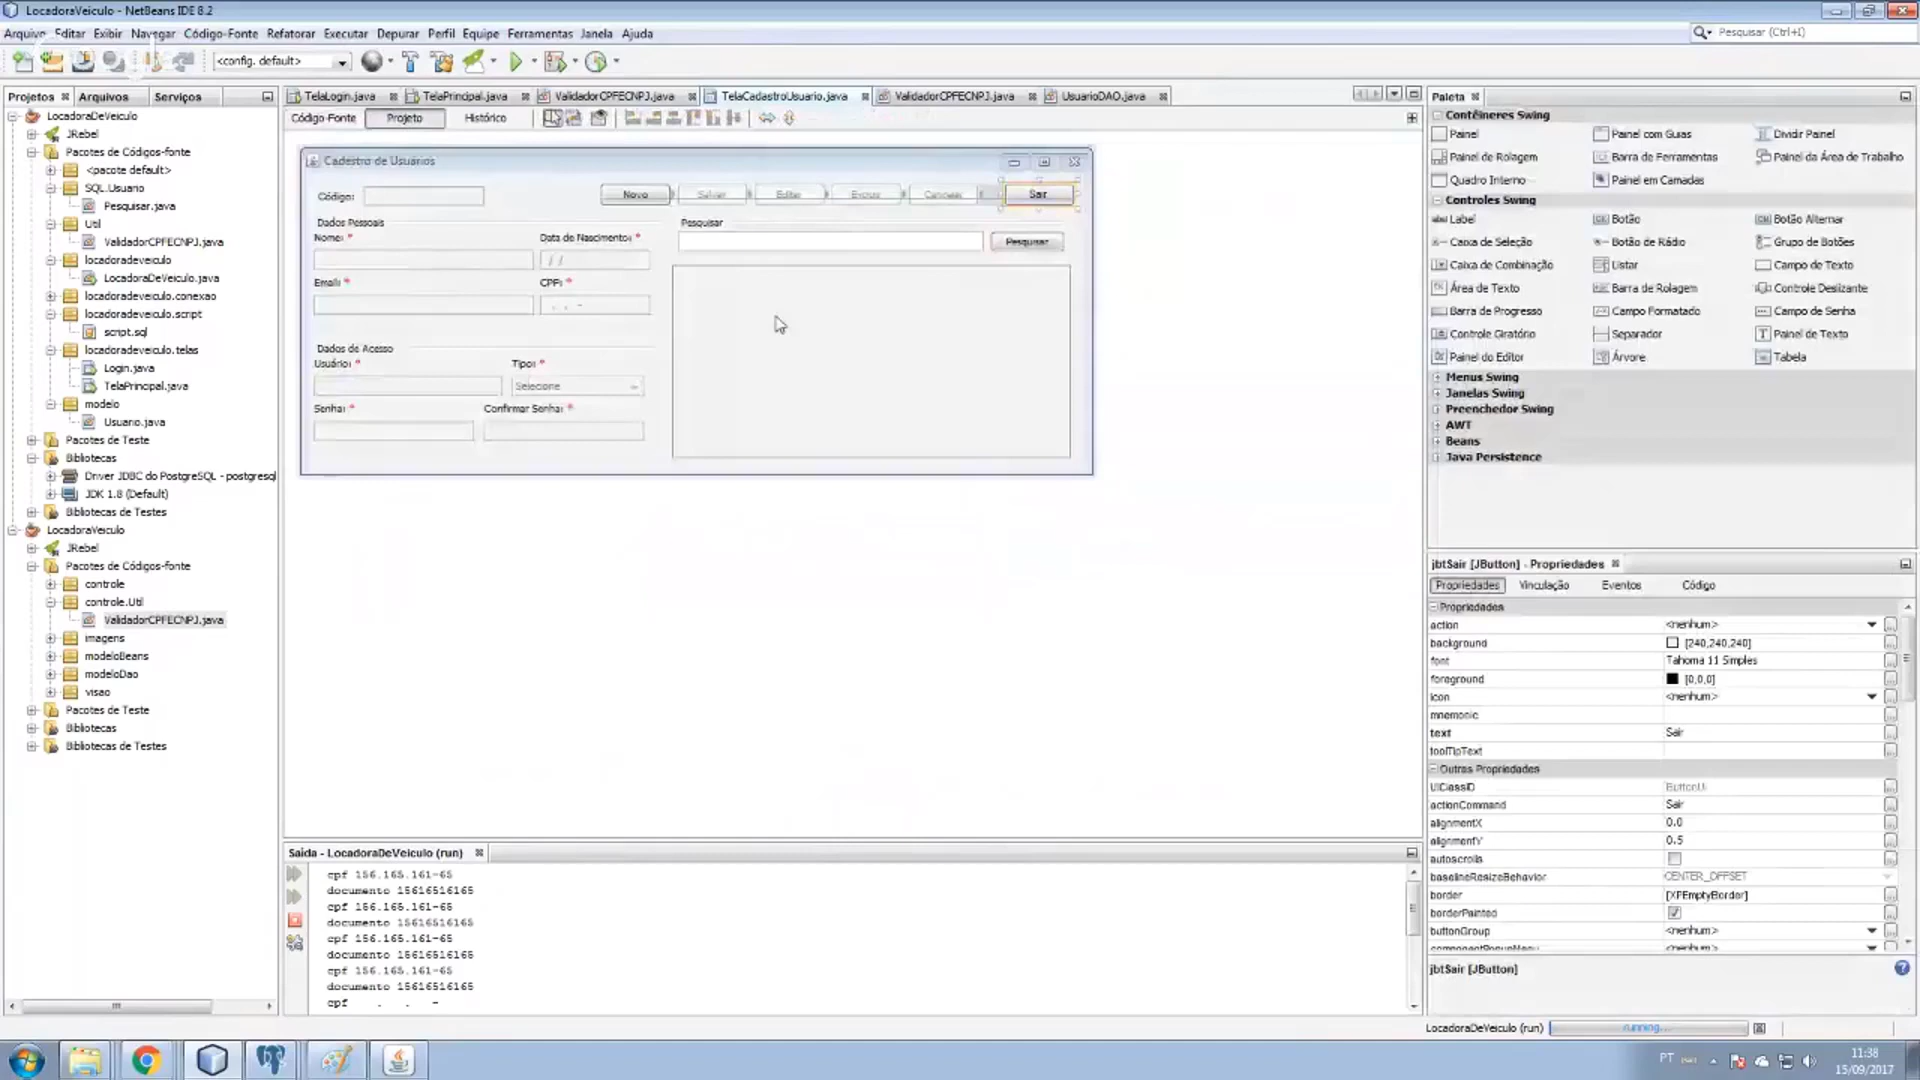 LocadoraVeiculo - NetBeans IDE 8.2
Arquivo Editar Exibir Navegar Código-Fonte Refatorar Executar Depurar Perfil Equipe Ferramentas Janela Ajuda
Pesquisar (Ctrl+I)
<config. default>
Projetos Arquivos Serviços
LocadoraDeVeiculo
JRebel
Pacotes de Códigos-fonte
<pacote default>
SQL.Usuario
Pesquisar.java
Util
ValidadorCPFECNPJ.java
locadoradeveiculo
LocadoraDeVeiculo.java
locadoradeveiculo.conexao
locadoradeveiculo.script
script.sql
locadoradeveiculo.telas
Login.java
TelaPrincipal.java
modelo
Usuario.java
Pacotes de Teste
Bibliotecas
Driver JDBC do PostgreSQL - postgresql
JDK 1.8 (Default)
Bibliotecas de Testes
LocadoraVeiculo
JRebel
Pacotes de Códigos-fonte
controle
controle.Util
ValidadorCPFECNPJ.java
imagens
modeloBeans
modeloDao
visao
Pacotes de Teste
Bibliotecas
Bibliotecas de Testes
TelaLogin.java TelaPrincipal.java ValidadorCPFECNPJ.java TelaCadastroUsuario.java ValidadorCPFECNPJ.java UsuarioDAO.java
Código-Fonte Projeto Histórico
Cadastro de Usuários
Código: Novo Salvar Editar Excluir Cancelar Sair
Dados Pessoais Pesquisar
Nome: * Data de Nascimento: *
/ / Pesquisar
Email: * CPF: *
. . -
Dados de Acesso
Usuário: * Tipo: *
Selecione
Senha: * Confirmar Senha: *
Saída - LocadoraDeVeiculo (run)
cpf 156.165.161-65
documento 15616516165
cpf 156.165.161-65
documento 15616516165
cpf 156.165.161-65
documento 15616516165
cpf 156.165.161-65
documento 15616516165
cpf . . -
Paleta
Contêineres Swing
Painel Painel com Guias Dividir Painel
Painel de Rolagem Barra de Ferramentas Painel da Área de Trabalho
Quadro Interno Painel em Camadas
Controles Swing
Label Botão Botão Alternar
Caixa de Seleção Botão de Rádio Grupo de Botões
Caixa de Combinação Listar Campo de Texto
Área de Texto Barra de Rolagem Controle Deslizante
Barra de Progresso Campo Formatado Campo de Senha
Controle Giratório Separador Painel de Texto
Painel do Editor Árvore Tabela
Menus Swing
Janelas Swing
Preenchedor Swing
AWT
Beans
Java Persistence
jbtSair [JButton] - Propriedades
Propriedades Vinculação Eventos Código
Propriedades
action <nenhum>
background [240,240,240]
font Tahoma 11 Simples
foreground [0,0,0]
icon <nenhum>
mnemonic
text Sair
toolTipText
Outras Propriedades
UIClassID ButtonUI
actionCommand Sair
alignmentX 0.0
alignmentY 0.5
autoscrolls
baselineResizeBehavior CENTER_OFFSET
border [XPEmptyBorder]
borderPainted
buttonGroup <nenhum>
componentPopupMenu <nenhum>
jbtSair [JButton]
LocadoraDeVeiculo (run) running...
PT
11:38
15/09/2017